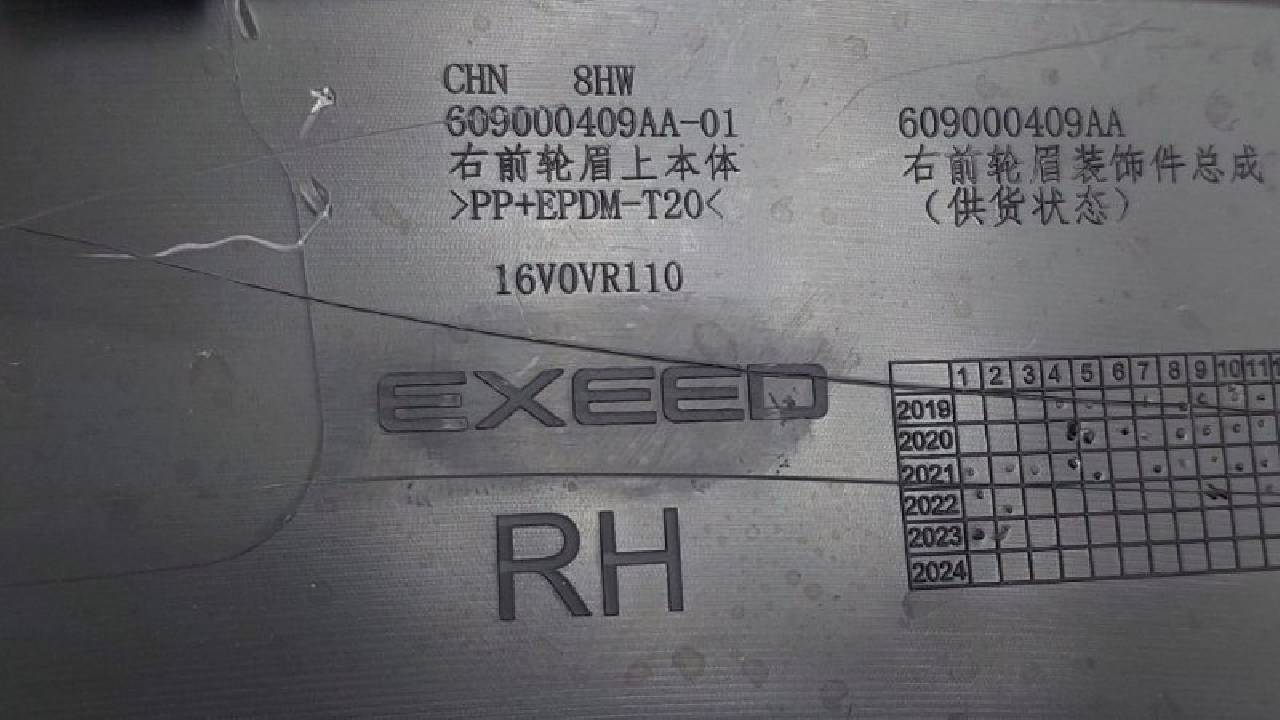 CHN 8HW
609000409AA-01
右前轮眉上本体
>PP+EPDM-T20<
16V0VR110
609000409AA
右前轮眉装饰件总成
（供货状态）
EXEED
RH
1 2 3 4 5 6 7 8 9 10 11
2019
2020
2021
2022
2023
2024